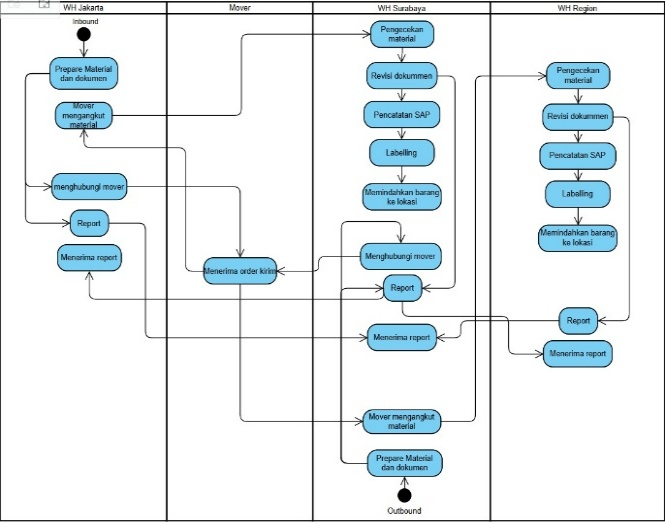 WH Jakarta
Mover
WH Surabaya
WH Region
Inbound
Prepare Material
dan dokumen
Mover
mengangkut
material
menghubungi mover
Report
Menerima repert
Menerima order kirim
Pengecekan
material
Revisi dokummen
Pencatatan SAP
Labelling
Memindahkan barang
ke lokasi
Menghubungi mover
Report
Menerima report
Mover mengangkut
material
Prepare Material
dan dokumen
Outbound
Pengecekan
material
Revisi dokummen
Pencatatan SAP
Labelling
Memindahkan barang
ke lokasi
Report
Menerima report